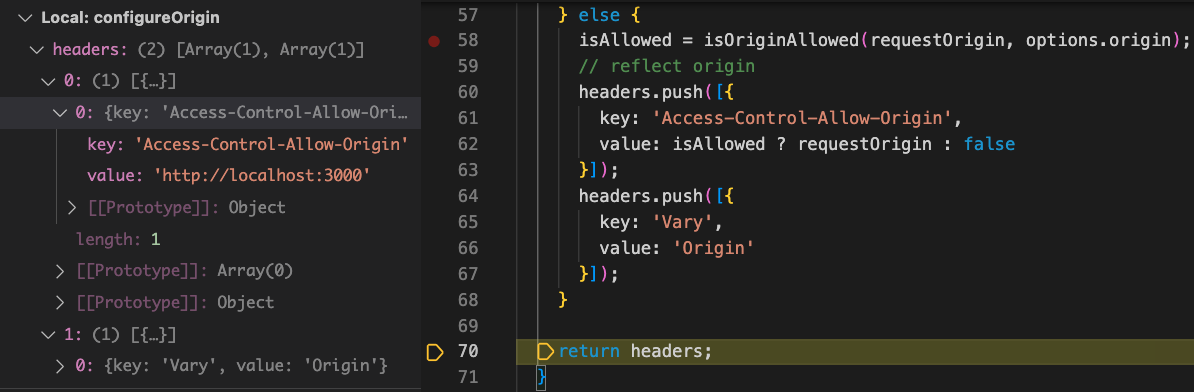 Local: configureOrigin
headers: (2) [Array(1), Array(1)]
0: (1) [{…}]
0: {key: 'Access-Control-Allow-Ori…
key: 'Access-Control-Allow-Origin'
value: 'http://localhost:3000'
[[Prototype]]: Object
length: 1
[[Prototype]]: Array(0)
[[Prototype]]: Object
1: (1) [{…}]
0: {key: 'Vary', value: 'Origin'}
57 } else {
58 isAllowed = isOriginAllowed(requestOrigin, options.origin);
59 // reflect origin
60 headers.push([{
61 key: 'Access-Control-Allow-Origin',
62 value: isAllowed ? requestOrigin : false
63 }]);
64 headers.push([{
65 key: 'Vary',
66 value: 'Origin'
67 }]);
68 }
69
70 return headers;
71 }